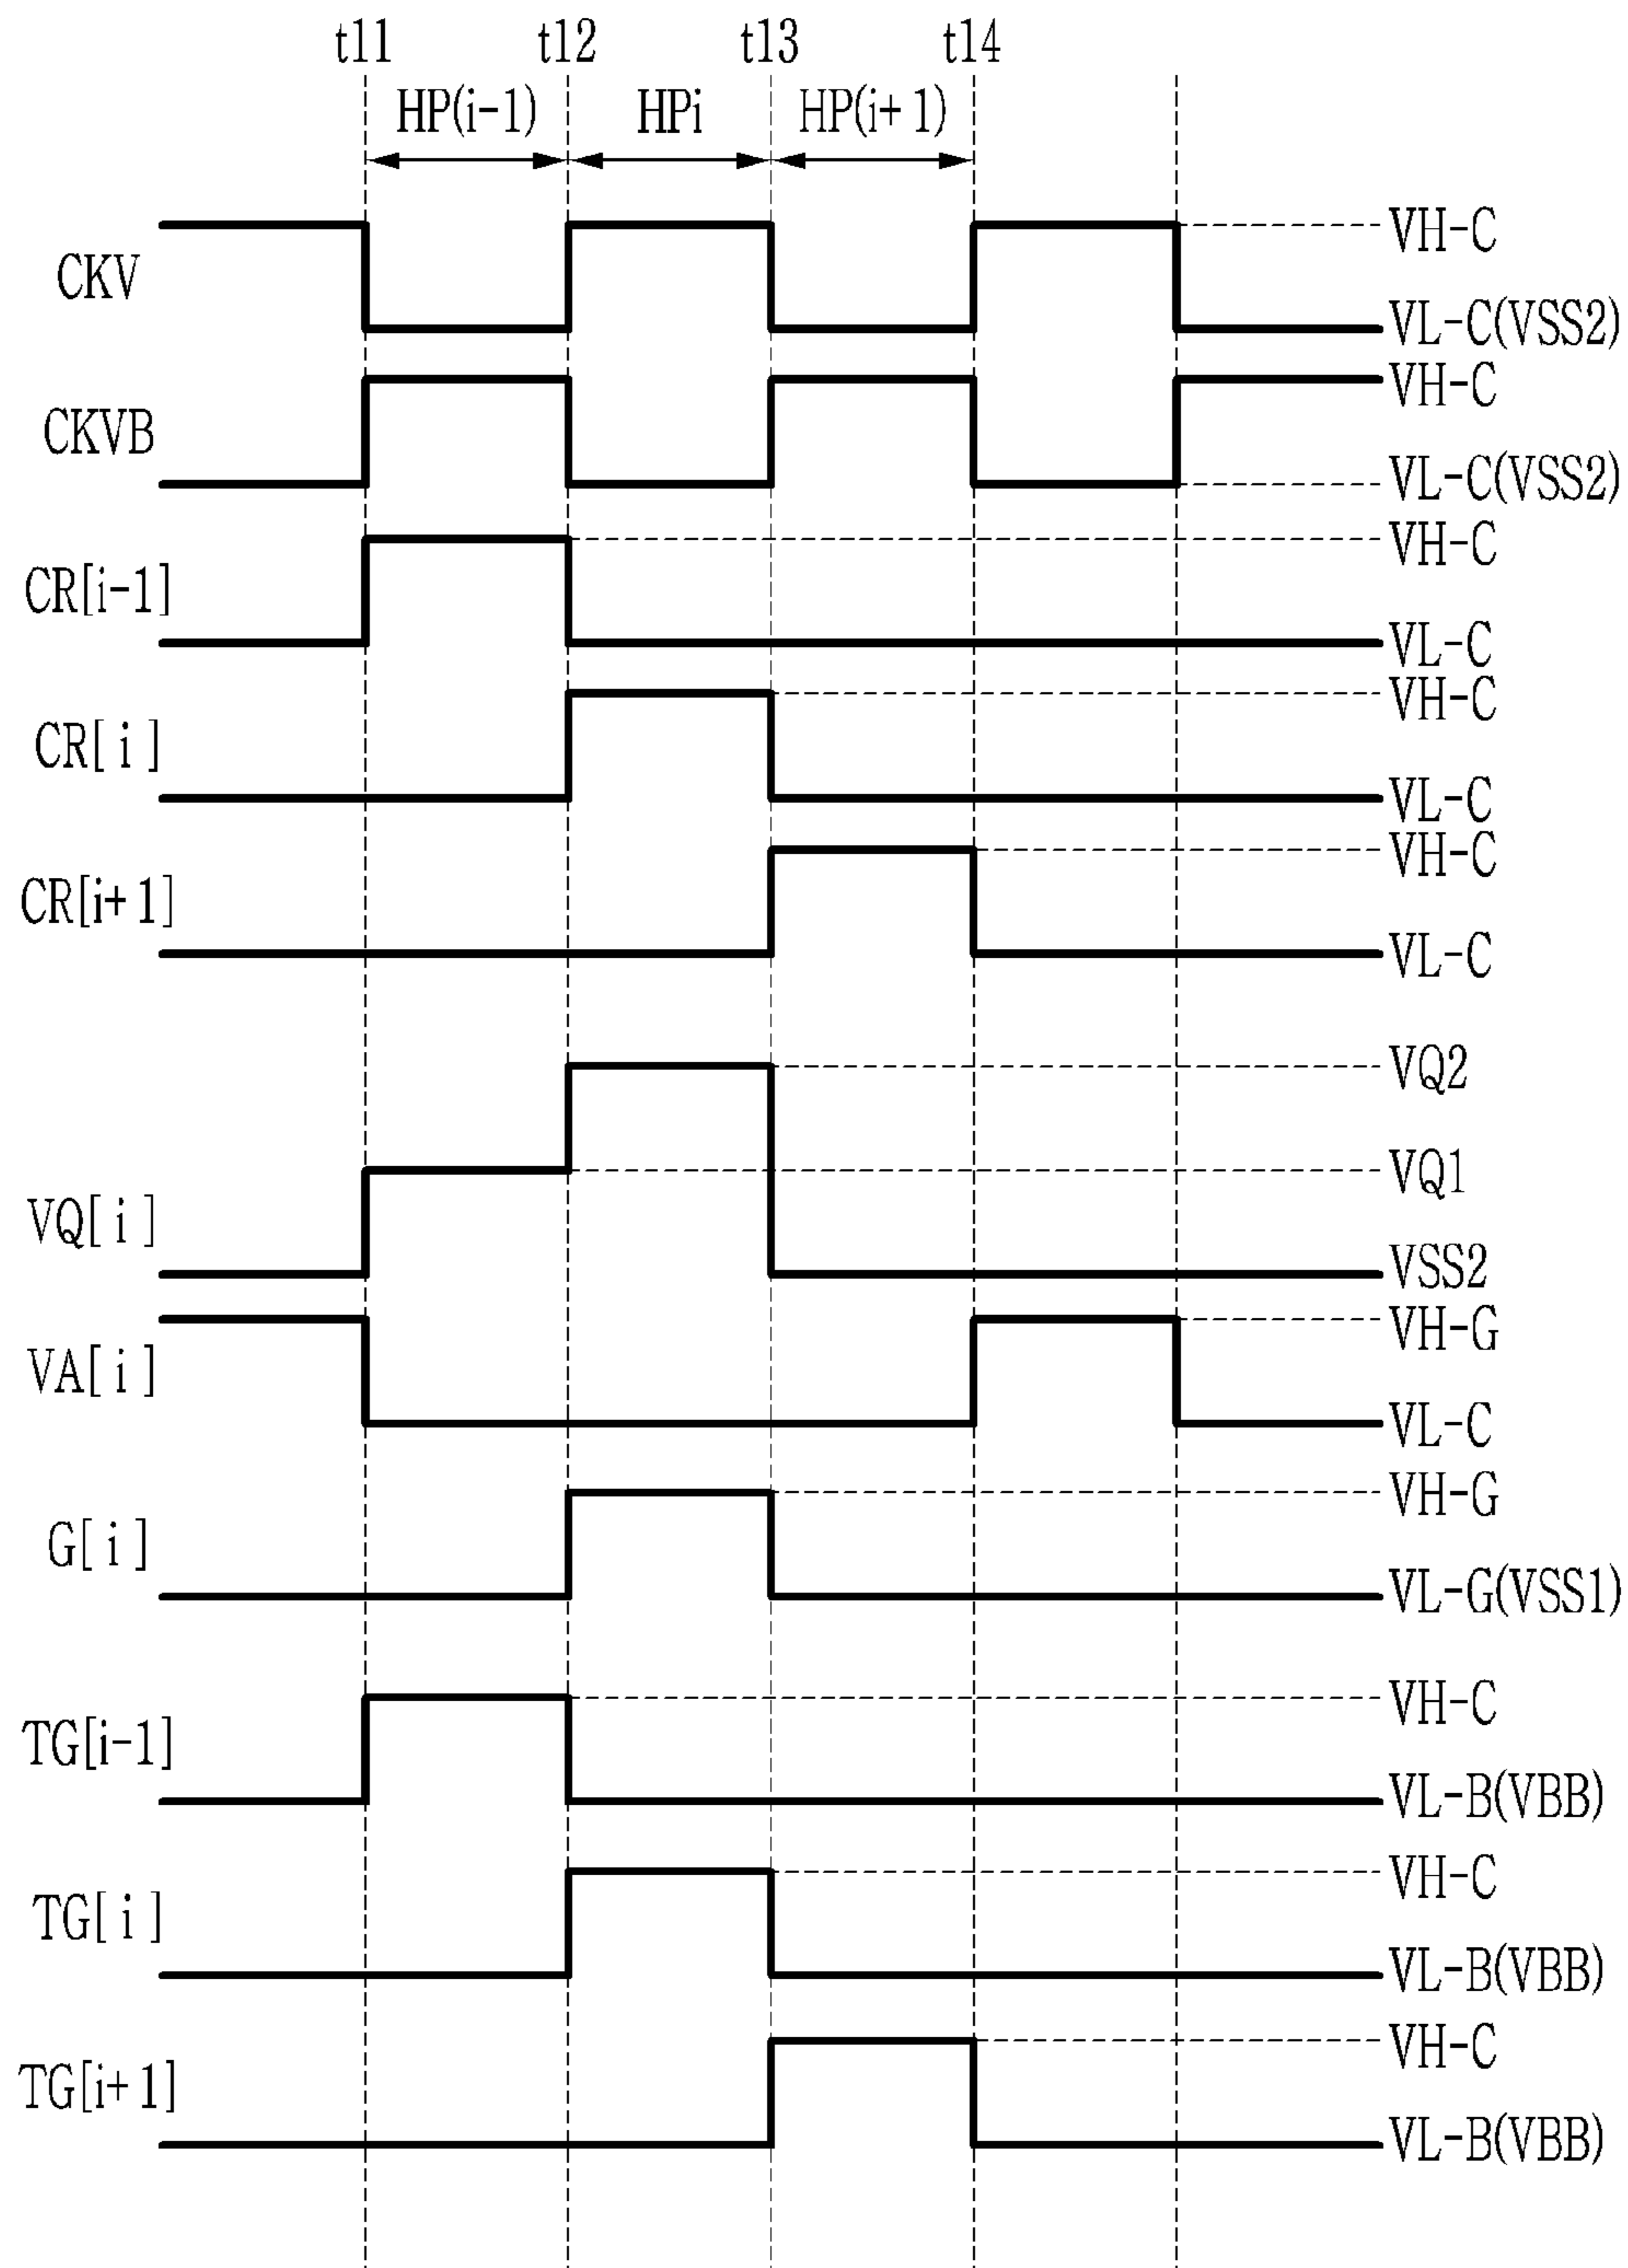 t11 t12 t13 t14
HP(i-1) HPi HP(i+1)
VH-C
CKV
VL-C(VSS2)
VH-C
CKVB
VL-C(VSS2)
VH-C
CR[i-1]
VL-C
VH-C
CR[i]
VL-C
VH-C
CR[i+1]
VL-C
VQ2
VQ1
VQ[i]
VSS2
VH-G
VA[i]
VL-C
VH-G
G[i]
VL-G(VSS1)
VH-C
TG[i-1]
VL-B(VBB)
VH-C
TG[i]
VL-B(VBB)
VH-C
TG[i+1]
VL-B(VBB)